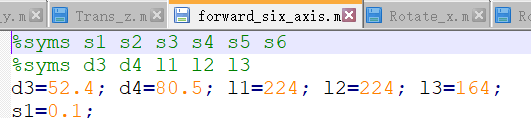 _y.m Trans_z.m forward_six_axis.m Rotate_x.m
%syms s1 s2 s3 s4 s5 s6
%syms d3 d4 l1 l2 l3
d3=52.4; d4=80.5; l1=224; l2=224; l3=164;
s1=0.1;